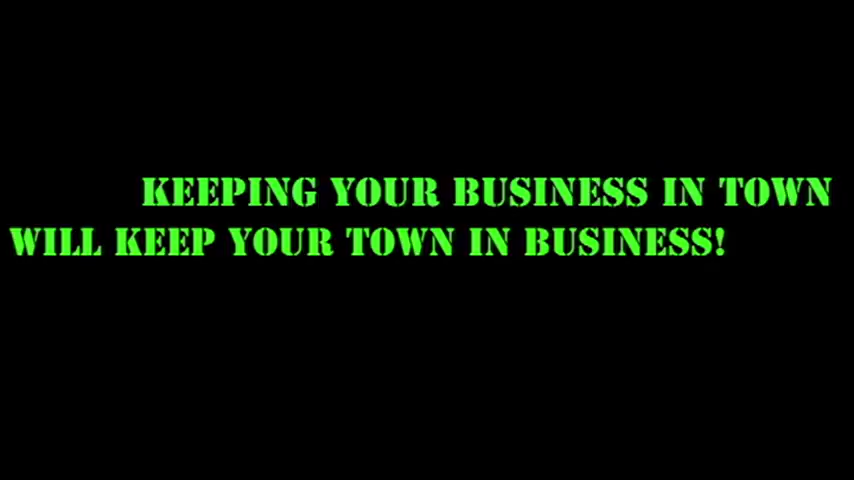 KEEPING YOUR BUSINESS IN TOWN
WILL KEEP YOUR TOWN IN BUSINESS!